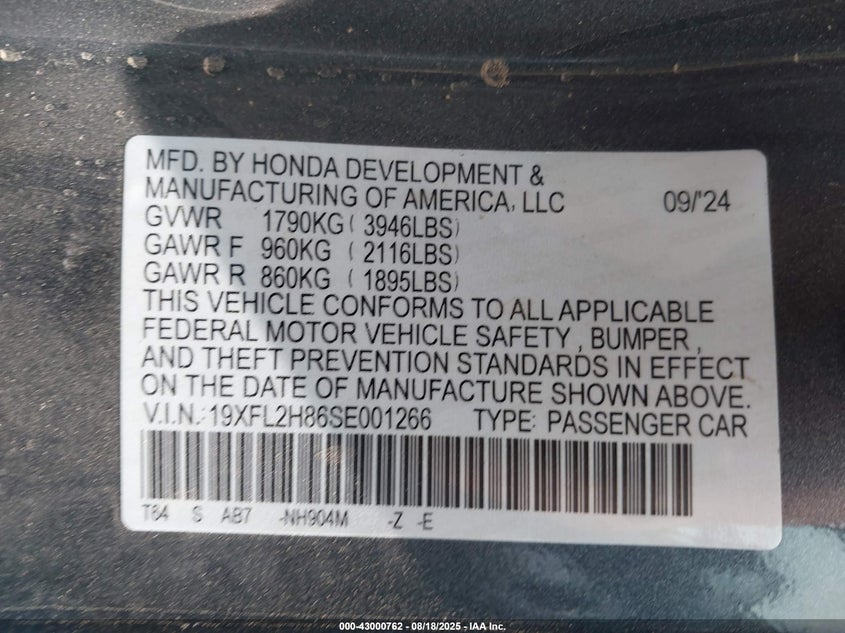 MFD. BY HONDA DEVELOPMENT &
MANUFACTURING OF AMERICA, LLC 09/'24
GVWR 1790KG ( 3946LBS)
GAWR F 960KG ( 2116LBS)
GAWR R 860KG ( 1895LBS)
THIS VEHICLE CONFORMS TO ALL APPLICABLE
FEDERAL MOTOR VEHICLE SAFETY , BUMPER ,
AND THEFT PREVENTION STANDARDS IN EFFECT
ON THE DATE OF MANUFACTURE SHOWN ABOVE.
V.I.N.: 19XFL2H86SE001266 TYPE: PASSENGER CAR
T64 S AB7 -NH904M -Z -E
000-43000762 - 08/18/2025 - IAA Inc.